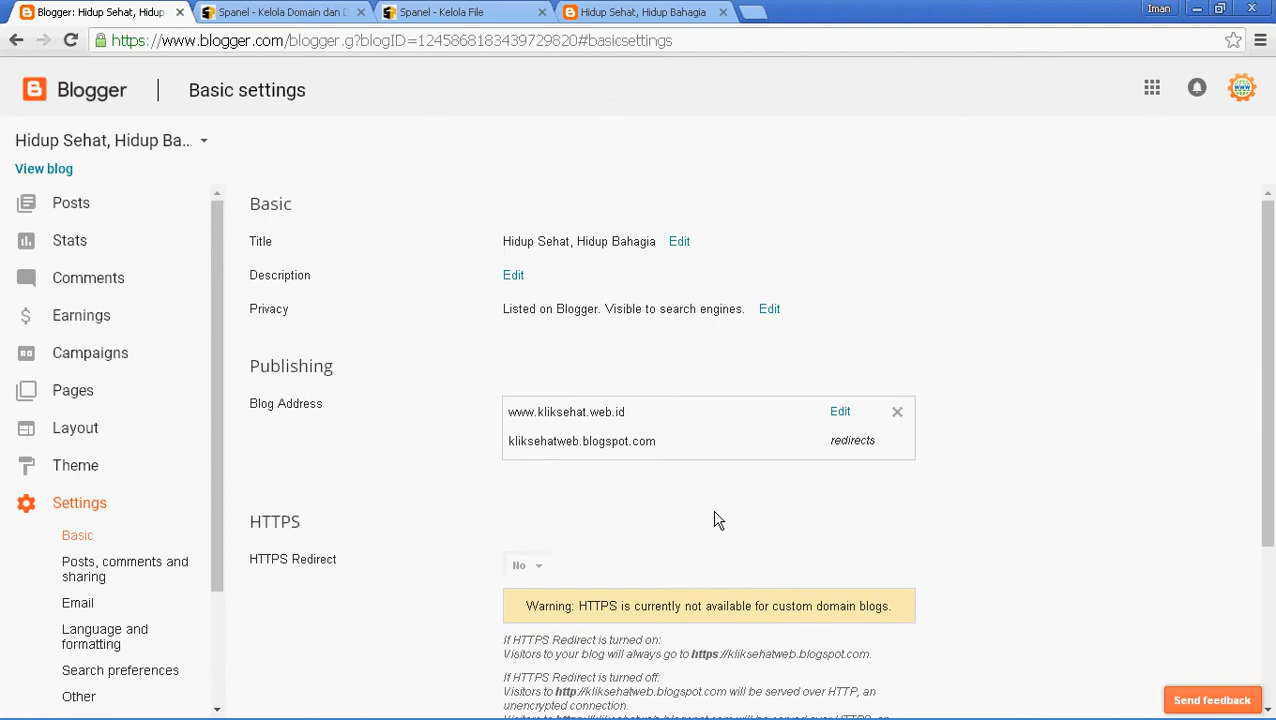 Blogger: Hidup Sehat, Hidup
Spanel - Kelola Domain dan D
Spanel - Kelola File
Hidup Sehat, Hidup Bahagia
Iman
https://www.blogger.com/blogger.g?blogID=1245868183439729820#basicsettings
Blogger
Basic settings
Hidup Sehat, Hidup Ba...
View blog
Posts
Stats
Comments
Earnings
Campaigns
Pages
Layout
Theme
Settings
Basic
Posts, comments and
sharing
Email
Language and
formatting
Search preferences
Other
Basic
Title
Hidup Sehat, Hidup Bahagia Edit
Description
Edit
Privacy
Listed on Blogger. Visible to search engines. Edit
Publishing
Blog Address
www.kliksehat.web.id Edit
kliksehatweb.blogspot.com redirects
HTTPS
HTTPS Redirect
No
Warning: HTTPS is currently not available for custom domain blogs.
If HTTPS Redirect is turned on:
Visitors to your blog will always go to https://kliksehatweb.blogspot.com.
If HTTPS Redirect is turned off:
Visitors to http://kliksehatweb.blogspot.com will be served over HTTP, an
unencrypted connection.
Send feedback